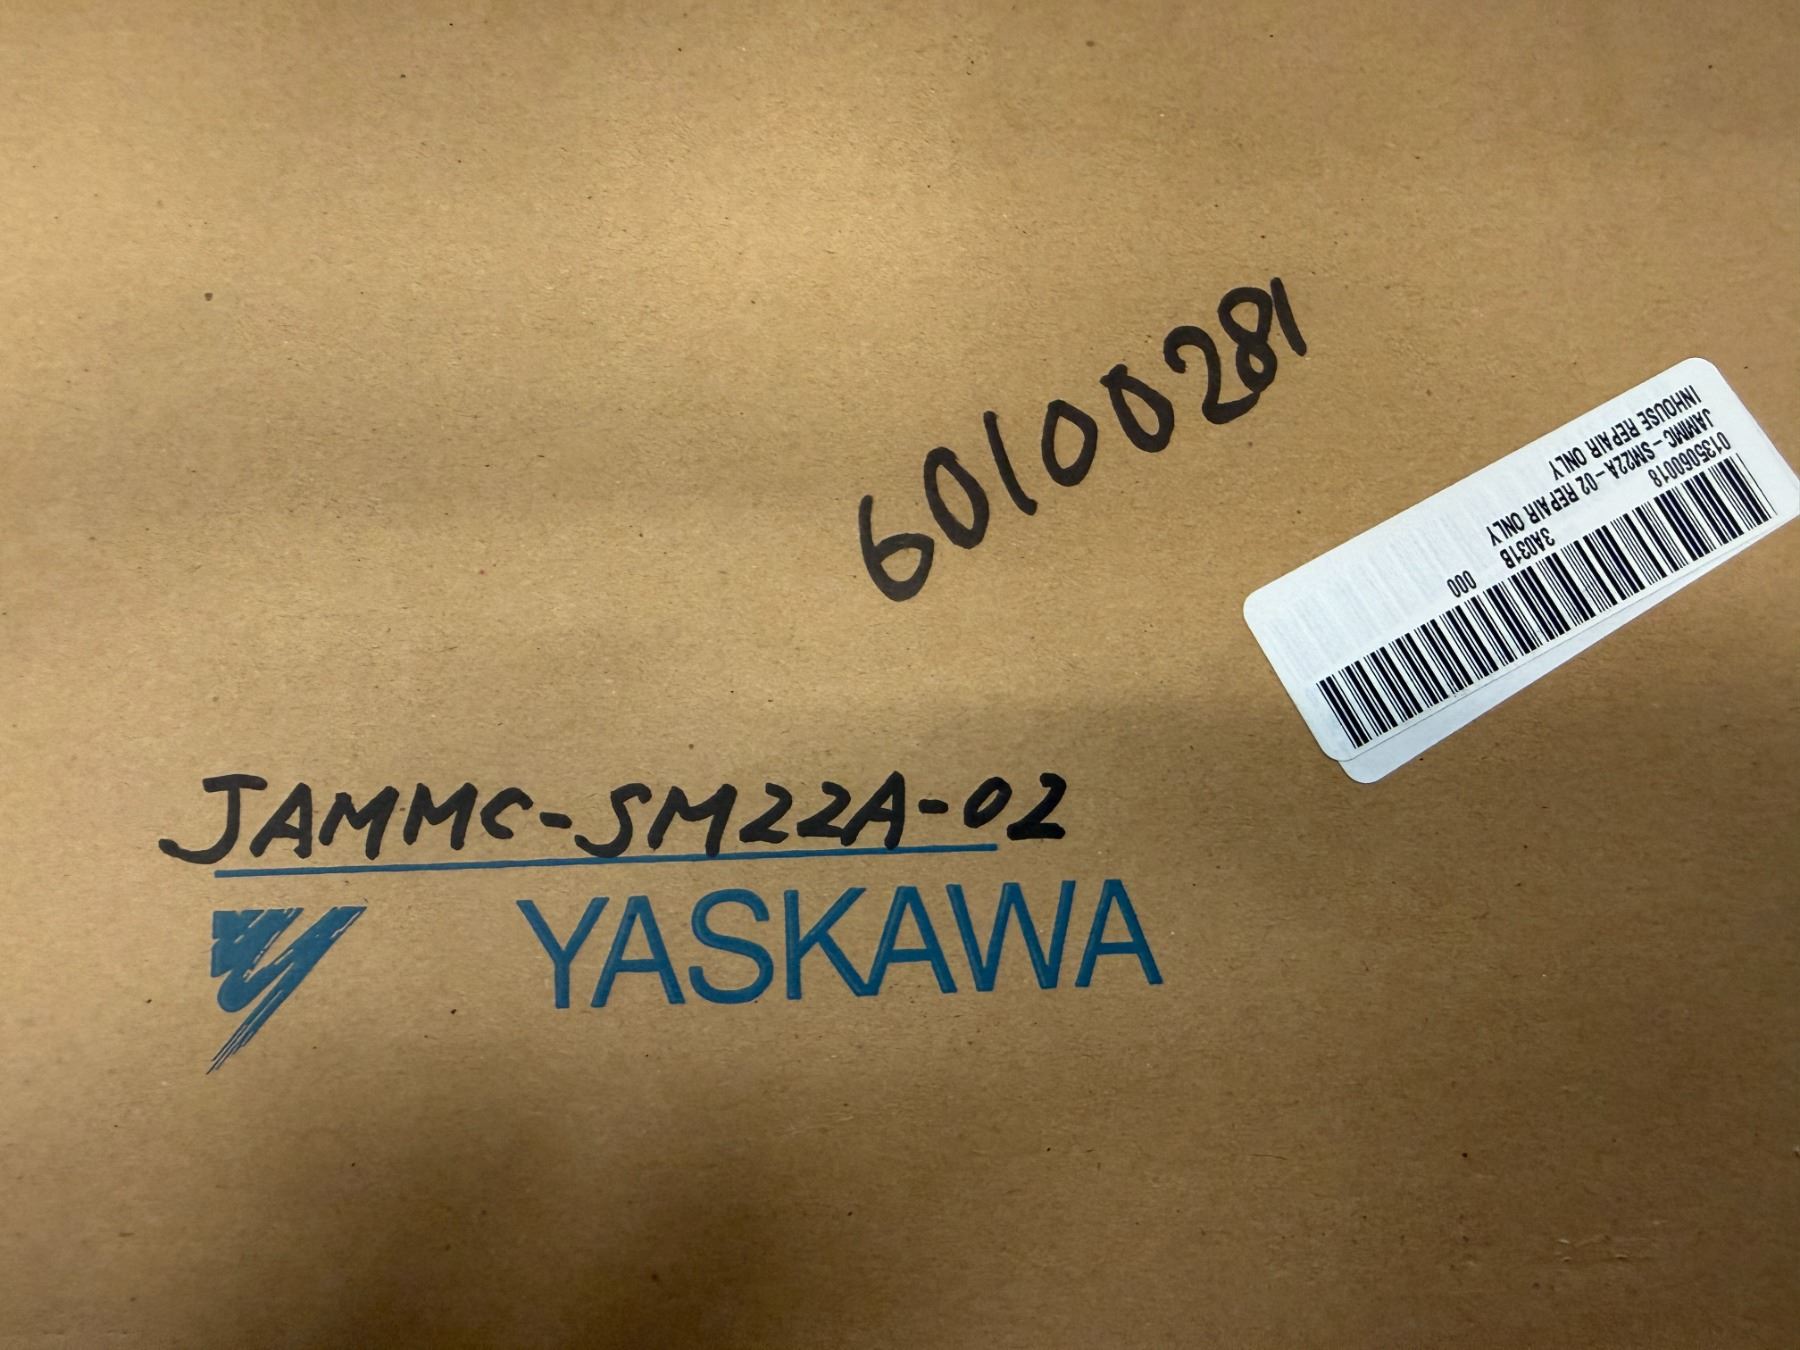 60100281
INHOUSE REPAIR ONLY
JAMMC-SM22A-02 REPAIR ONLY
0135060018 3A031B 000
JAMMC-SM22A-02
YASKAWA